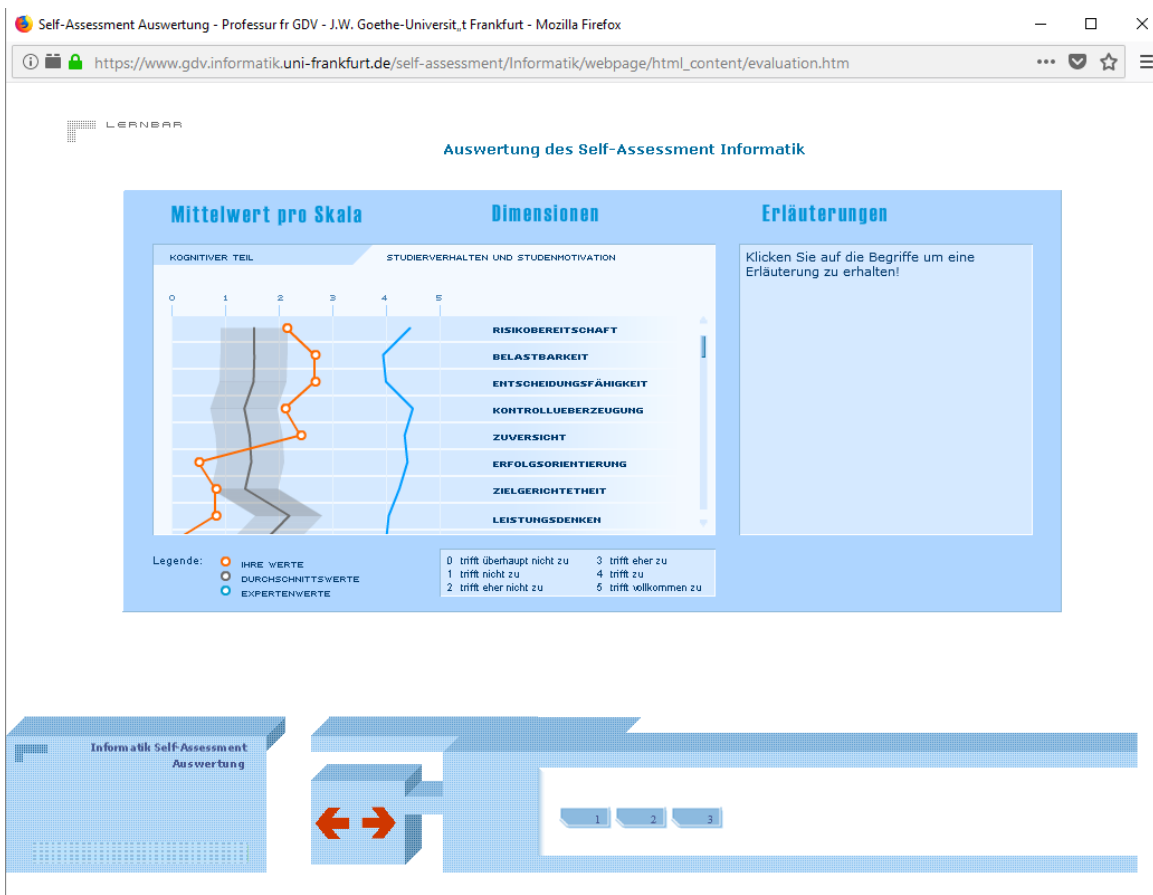 Self-Assessment Auswertung - Professur fr GDV - J.W. Goethe-Universit„t Frankfurt - Mozilla Firefox
https://www.gdv.informatik.uni-frankfurt.de/self-assessment/Informatik/webpage/html_content/evaluation.htm
LERNBAR
Auswertung des Self-Assessment Informatik
Mittelwert pro Skala
Dimensionen
Erläuterungen
KOGNITIVER TEIL
STUDIERVERHALTEN UND STUDENMOTIVATION
Klicken Sie auf die Begriffe um eine
Erläuterung zu erhalten!
0 1 2 3 4 5
RISIKOBEREITSCHAFT
BELASTBARKEIT
ENTSCHEIDUNGSFÄHIGKEIT
KONTROLLUEBERZEUGUNG
ZUVERSICHT
ERFOLGSORIENTIERUNG
ZIELGERICHTETHEIT
LEISTUNGSDENKEN
Legende:
IHRE WERTE
DURCHSCHNITTSWERTE
EXPERTENWERTE
0 trifft überhaupt nicht zu
1 trifft nicht zu
2 trifft eher nicht zu
3 trifft eher zu
4 trifft zu
5 trifft vollkommen zu
Informatik Self-Assessment
Auswertung
1 2 3